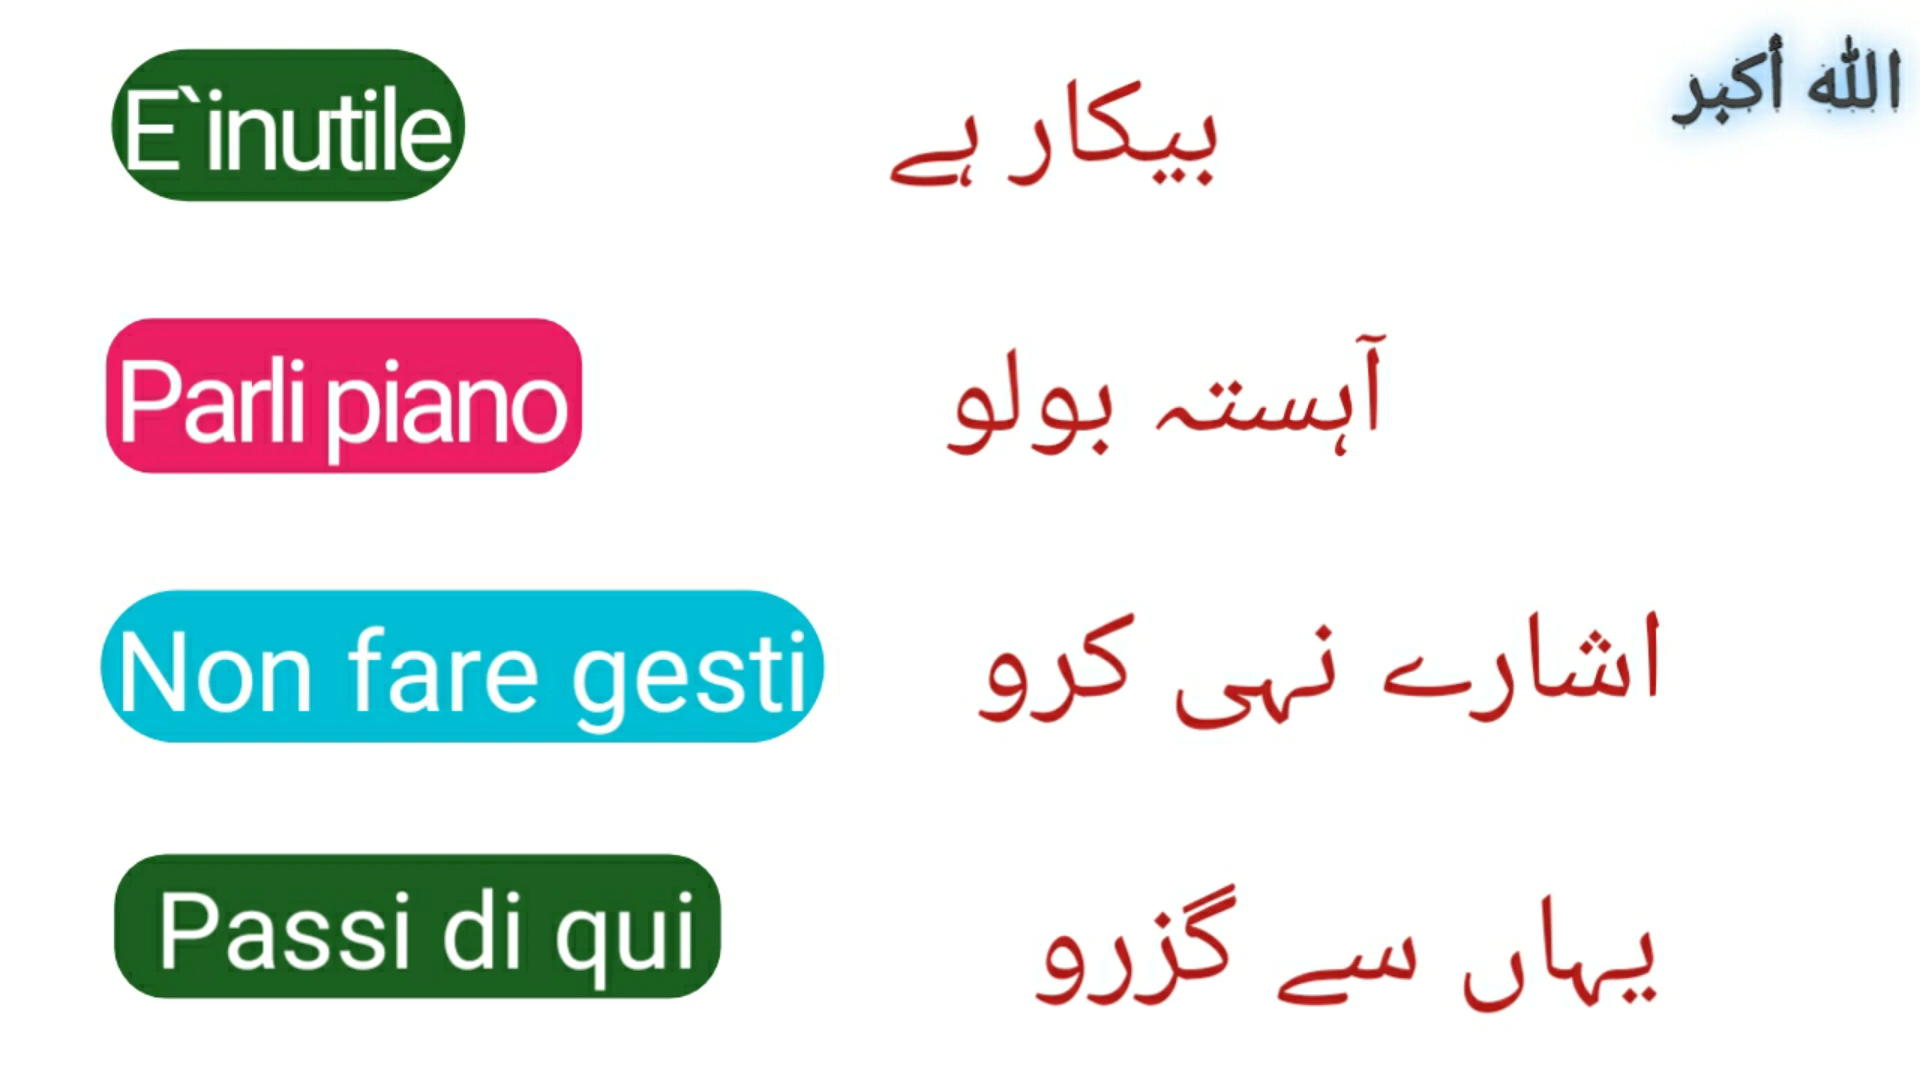 الله أكبر
E`inutile
بیکار ہے
Parli piano
آہستہ بولو
Non fare gesti
اشارے نہی کرو
Passi di qui
یہاں سے گزرو